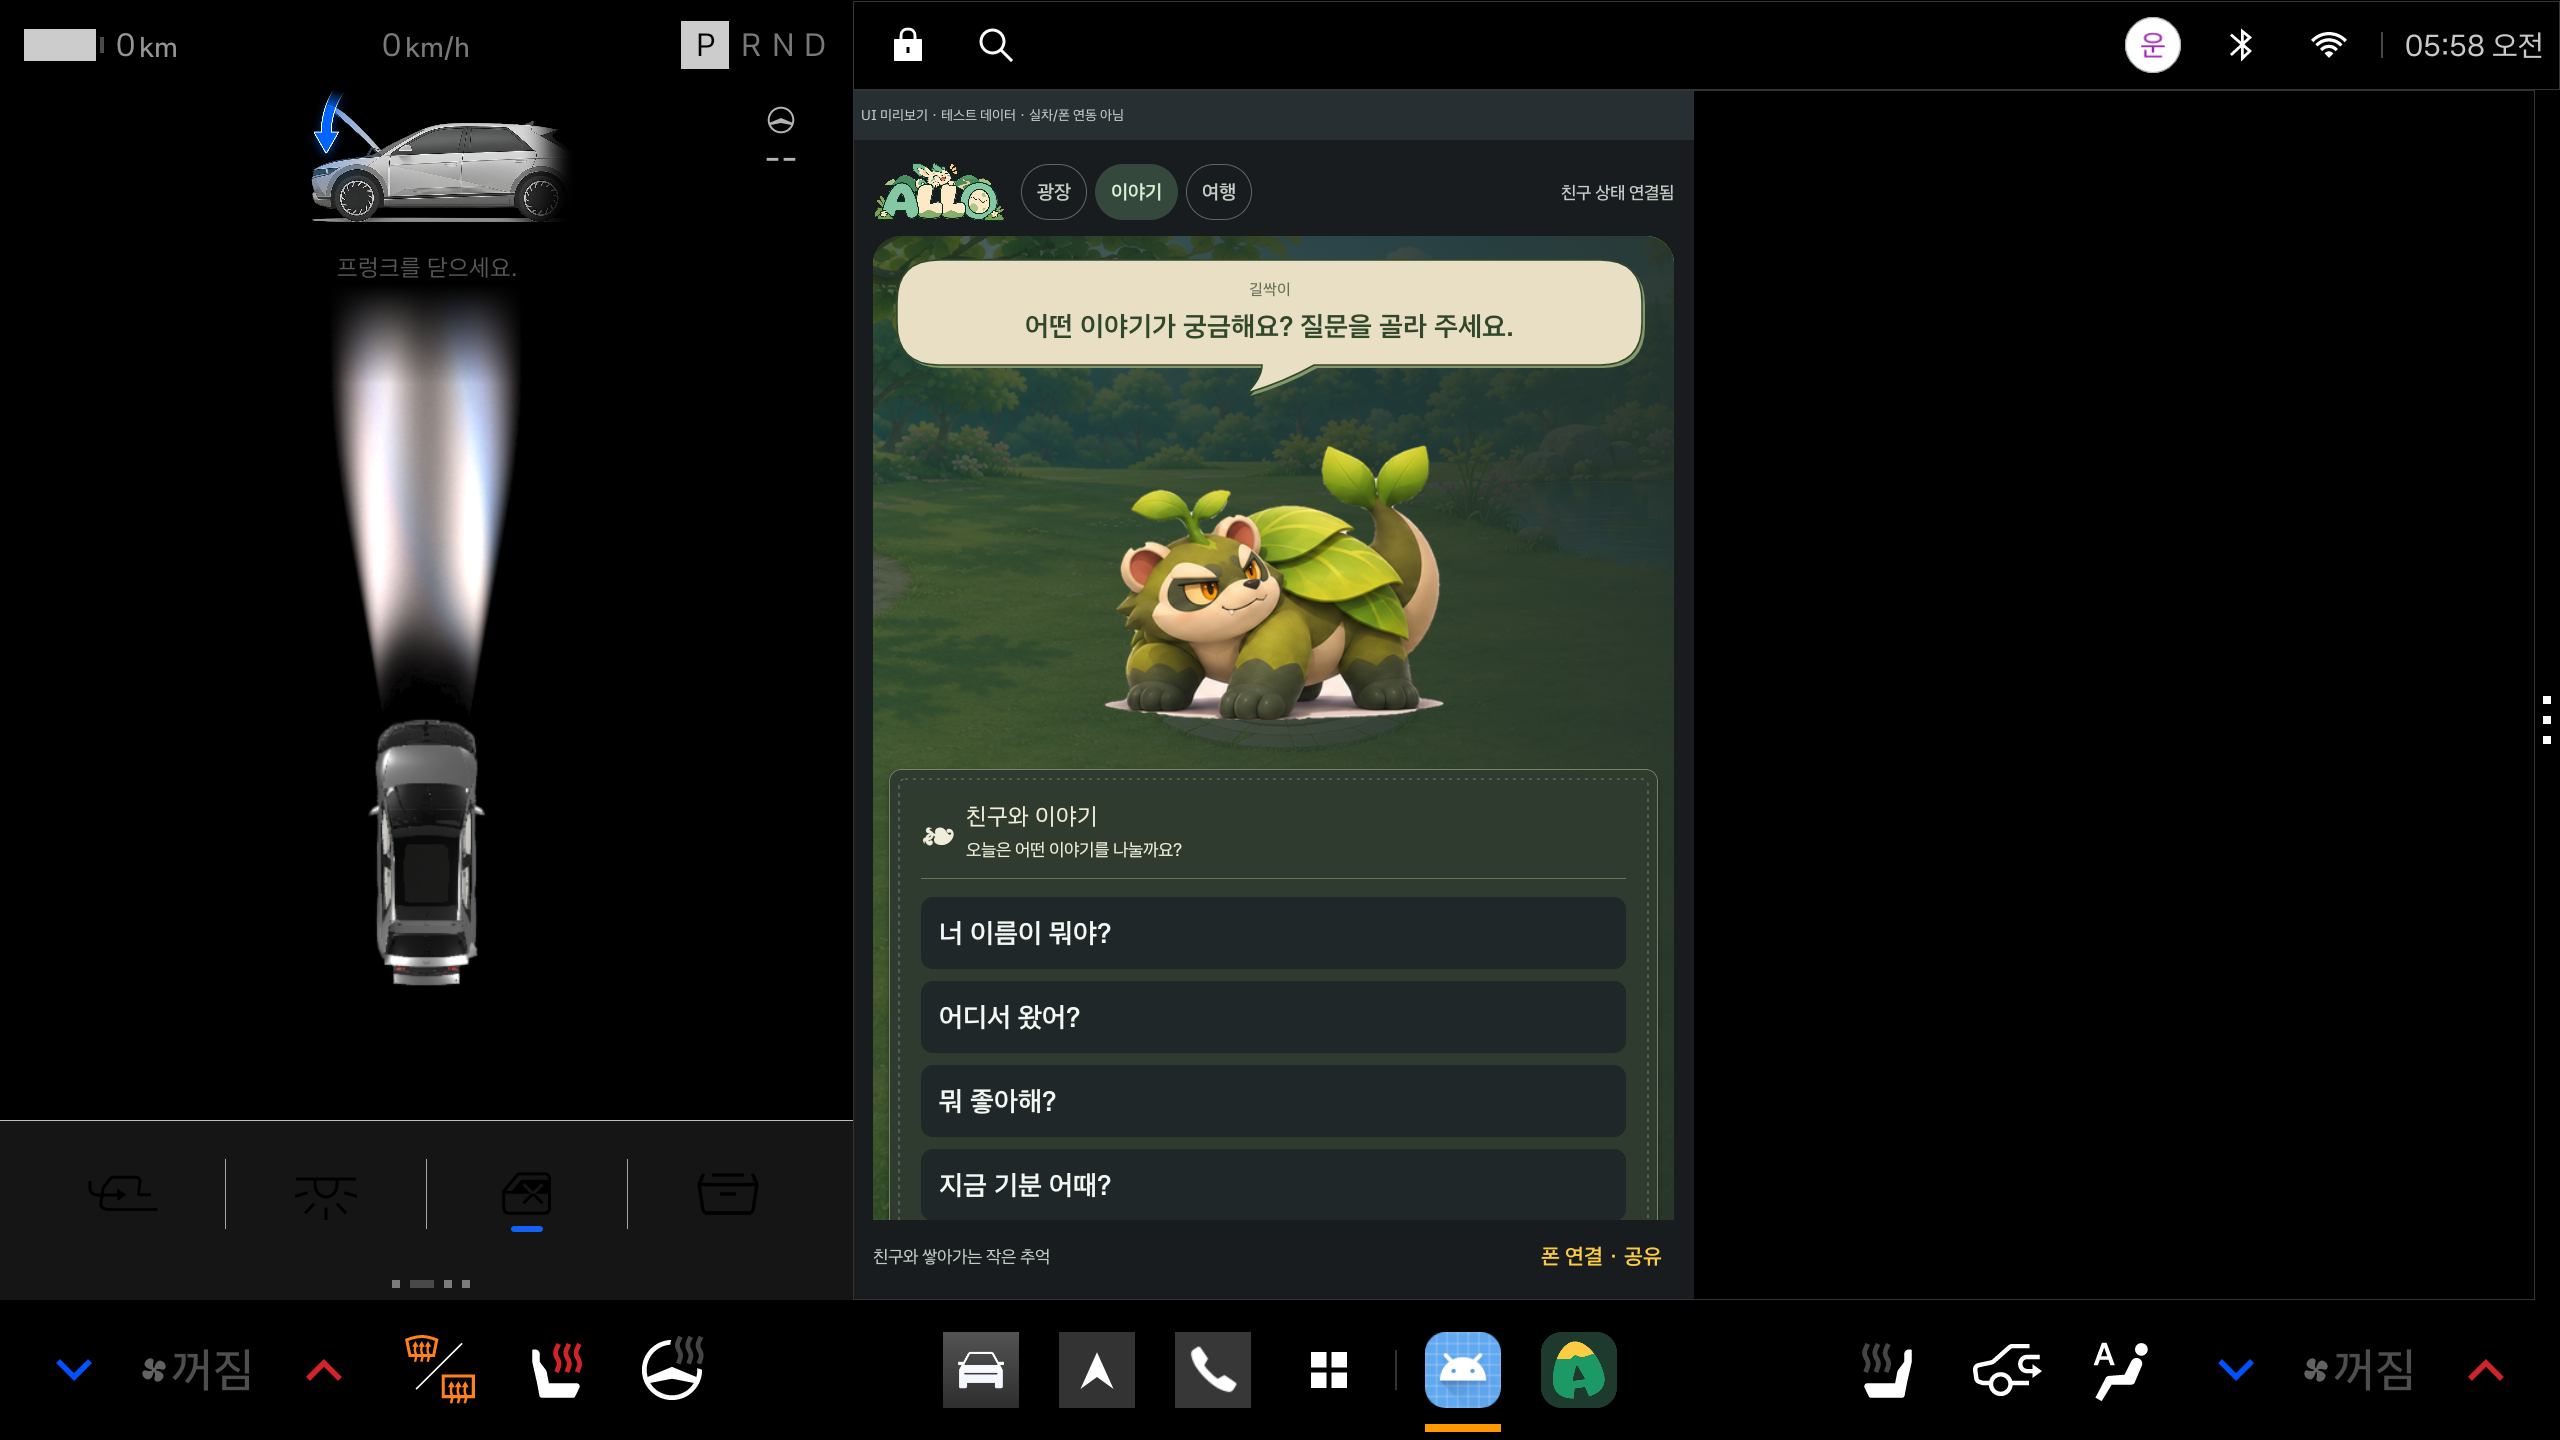 0 km
0 km/h
P R N D
운
05:58 오전
프렁크를 닫으세요.
UI 미리보기 · 테스트 데이터 · 실차/폰 연동 아님
ALLO
광장
이야기
여행
친구 상태 연결됨
길싹이
어떤 이야기가 궁금해요? 질문을 골라 주세요.
친구와 이야기
오늘은 어떤 이야기를 나눌까요?
너 이름이 뭐야?
어디서 왔어?
뭐 좋아해?
지금 기분 어때?
친구와 쌓아가는 작은 추억
폰 연결 · 공유
꺼짐
A
A
꺼짐